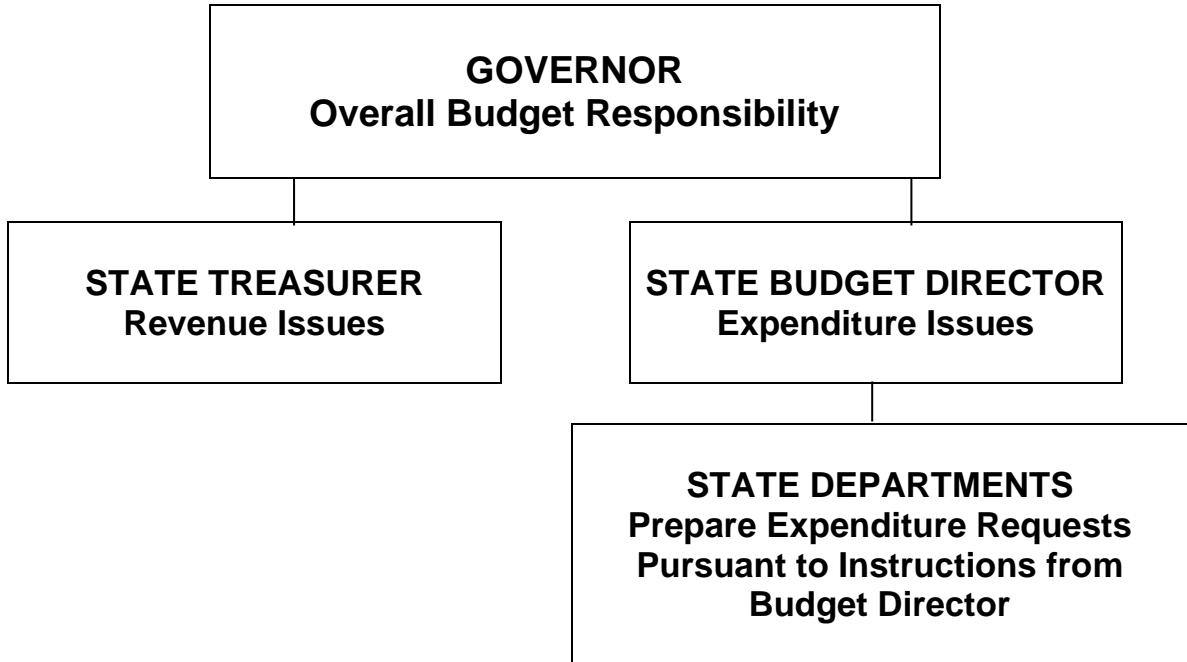 GOVERNOR
Overall Budget Responsibility
STATE TREASURER
Revenue Issues
STATE BUDGET DIRECTOR
Expenditure Issues
STATE DEPARTMENTS
Prepare Expenditure Requests
Pursuant to Instructions from
Budget Director